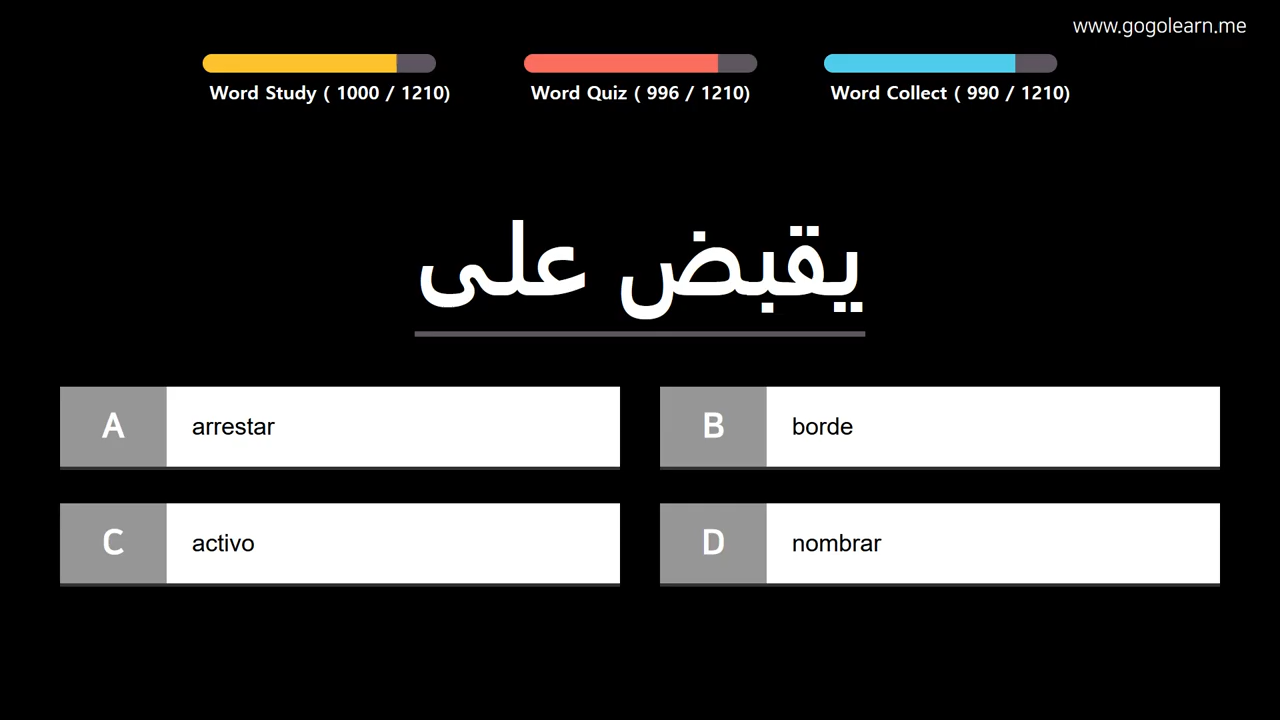 www.gogolearn.me
Word Study ( 1000 / 1210)
Word Quiz ( 996 / 1210)
Word Collect ( 990 / 1210)
يقبض على
A arrestar
B borde
C activo
D nombrar